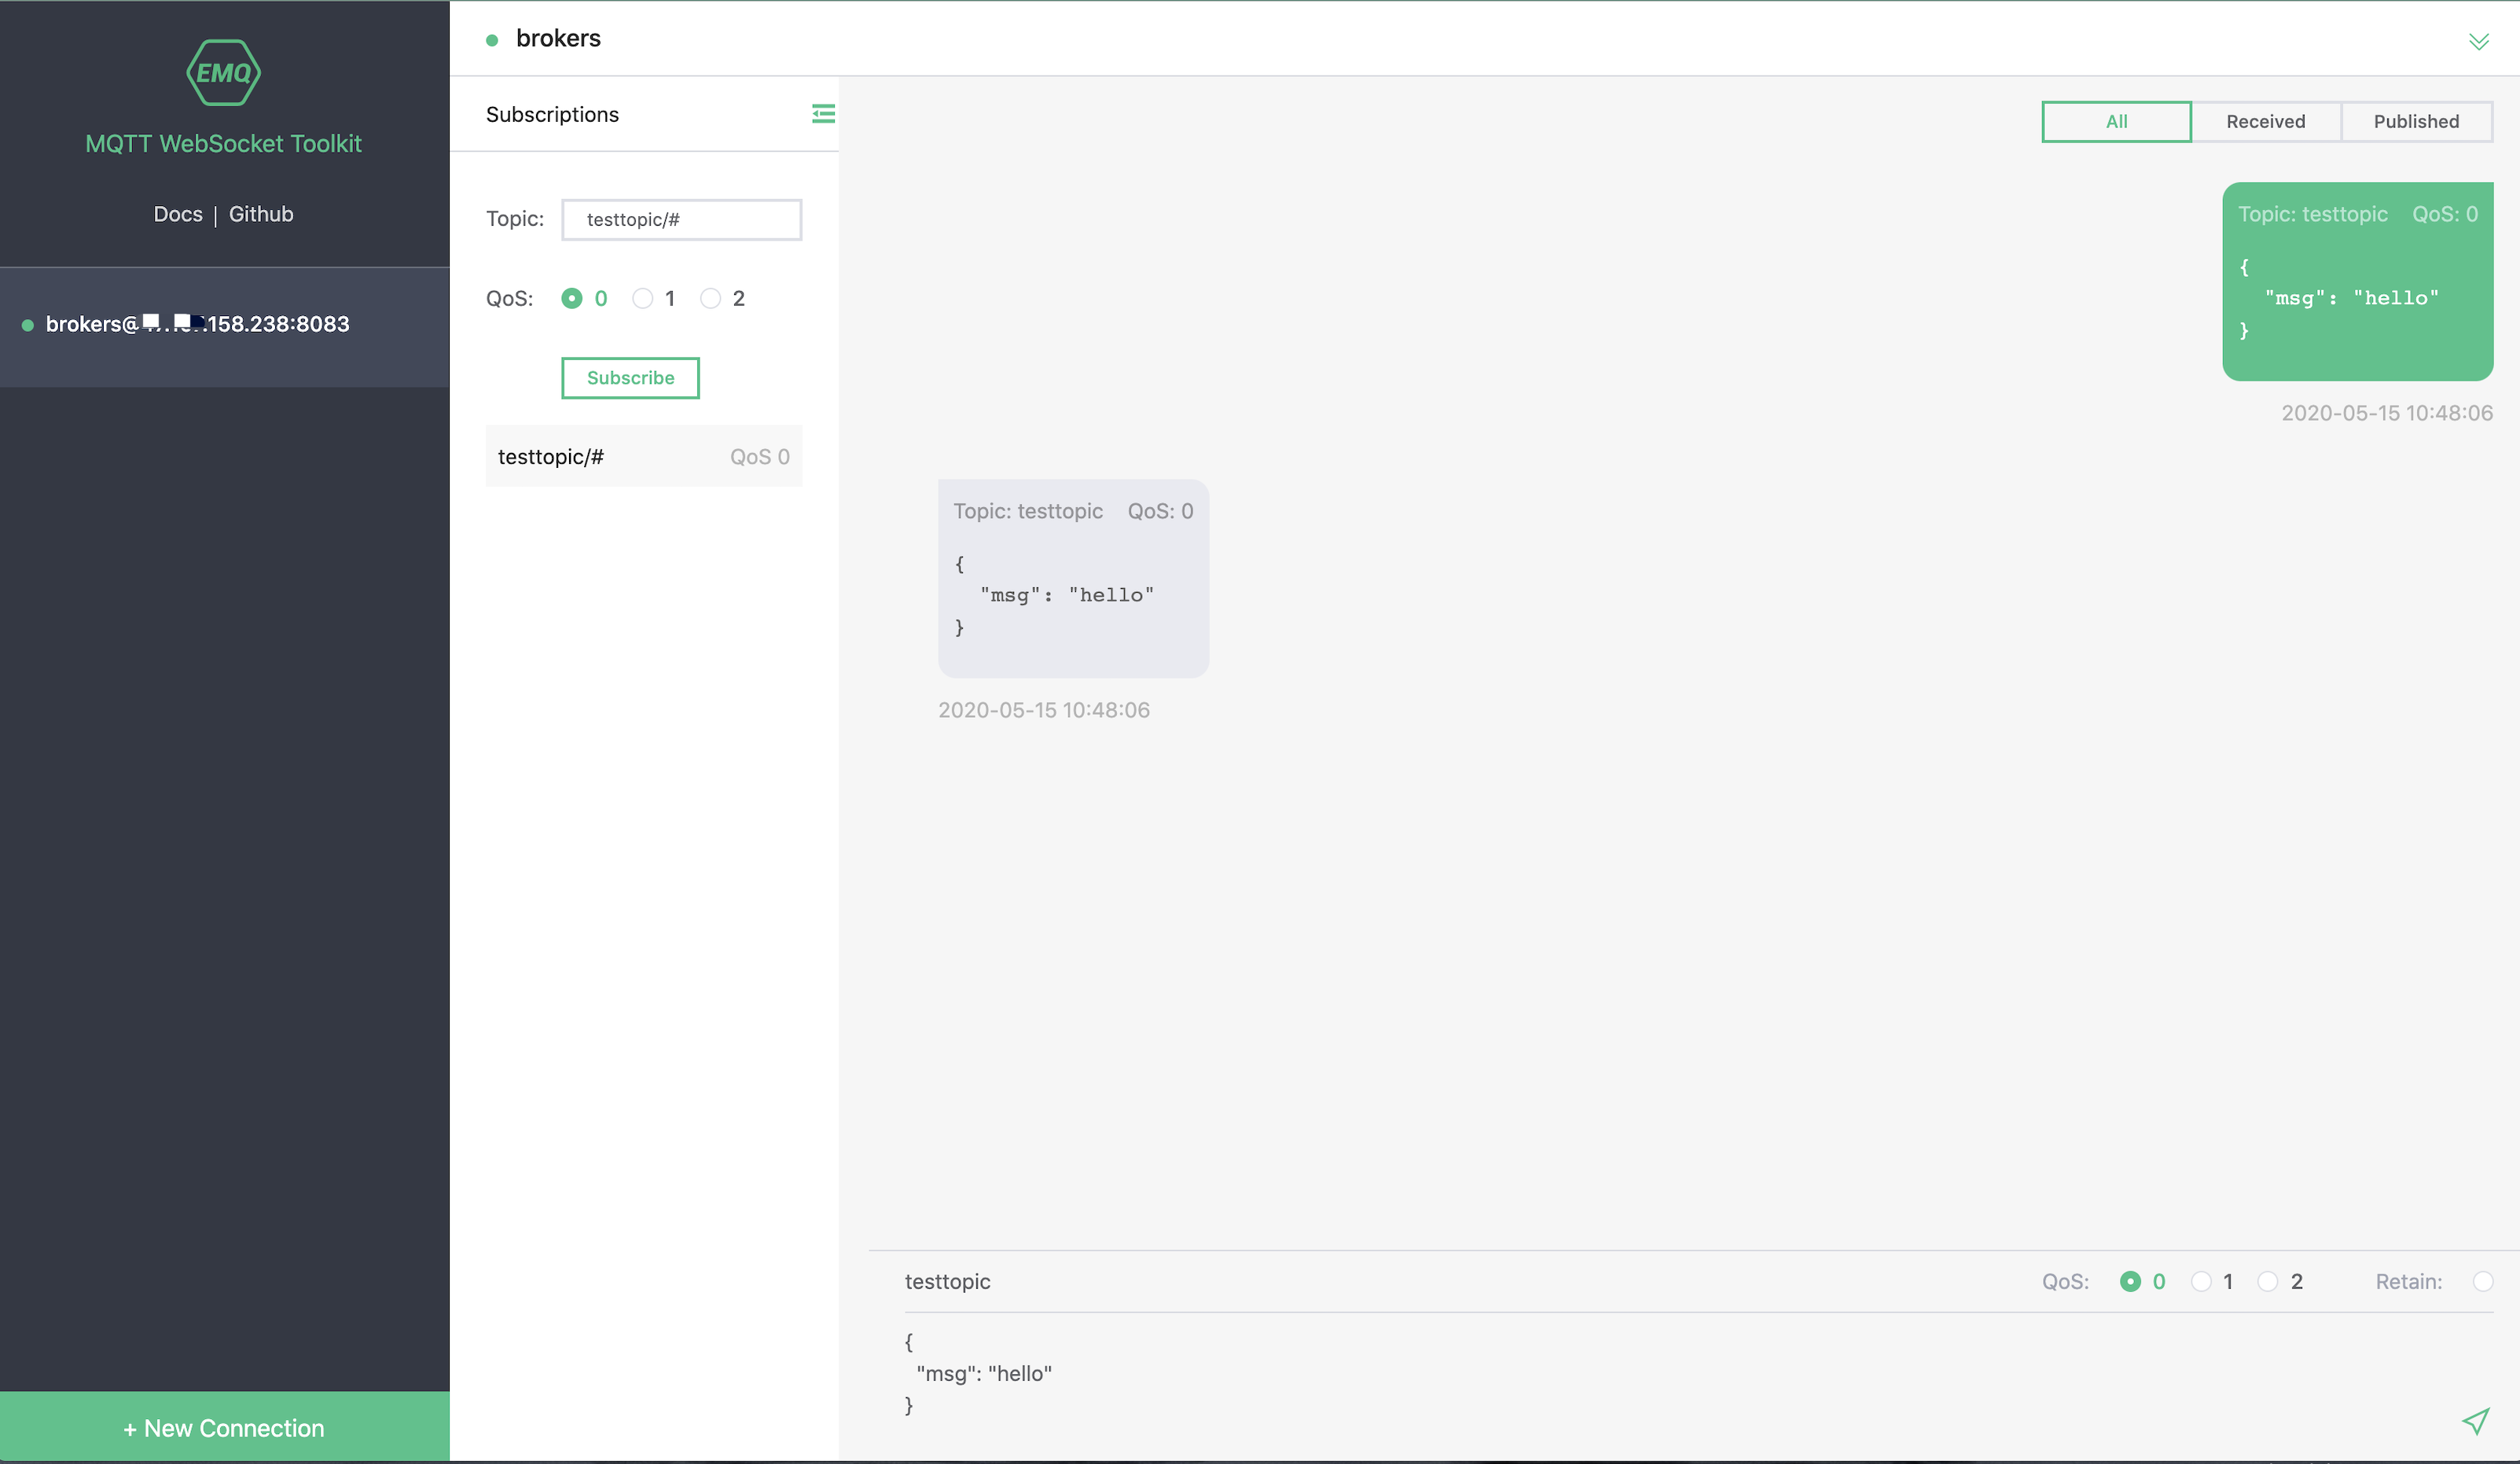 EMQ
MQTT WebSocket Toolkit
Docs | Github
brokers@ .158.238:8083
+ New Connection
brokers
Subscriptions
Topic: testtopic/#
QoS: 0 1 2
Subscribe
testtopic/# QoS 0
All Received Published
Topic: testtopic QoS: 0
{
"msg": "hello"
}
2020-05-15 10:48:06
Topic: testtopic QoS: 0
{
"msg": "hello"
}
2020-05-15 10:48:06
testtopic QoS: 0 1 2 Retain:
{
"msg": "hello"
}